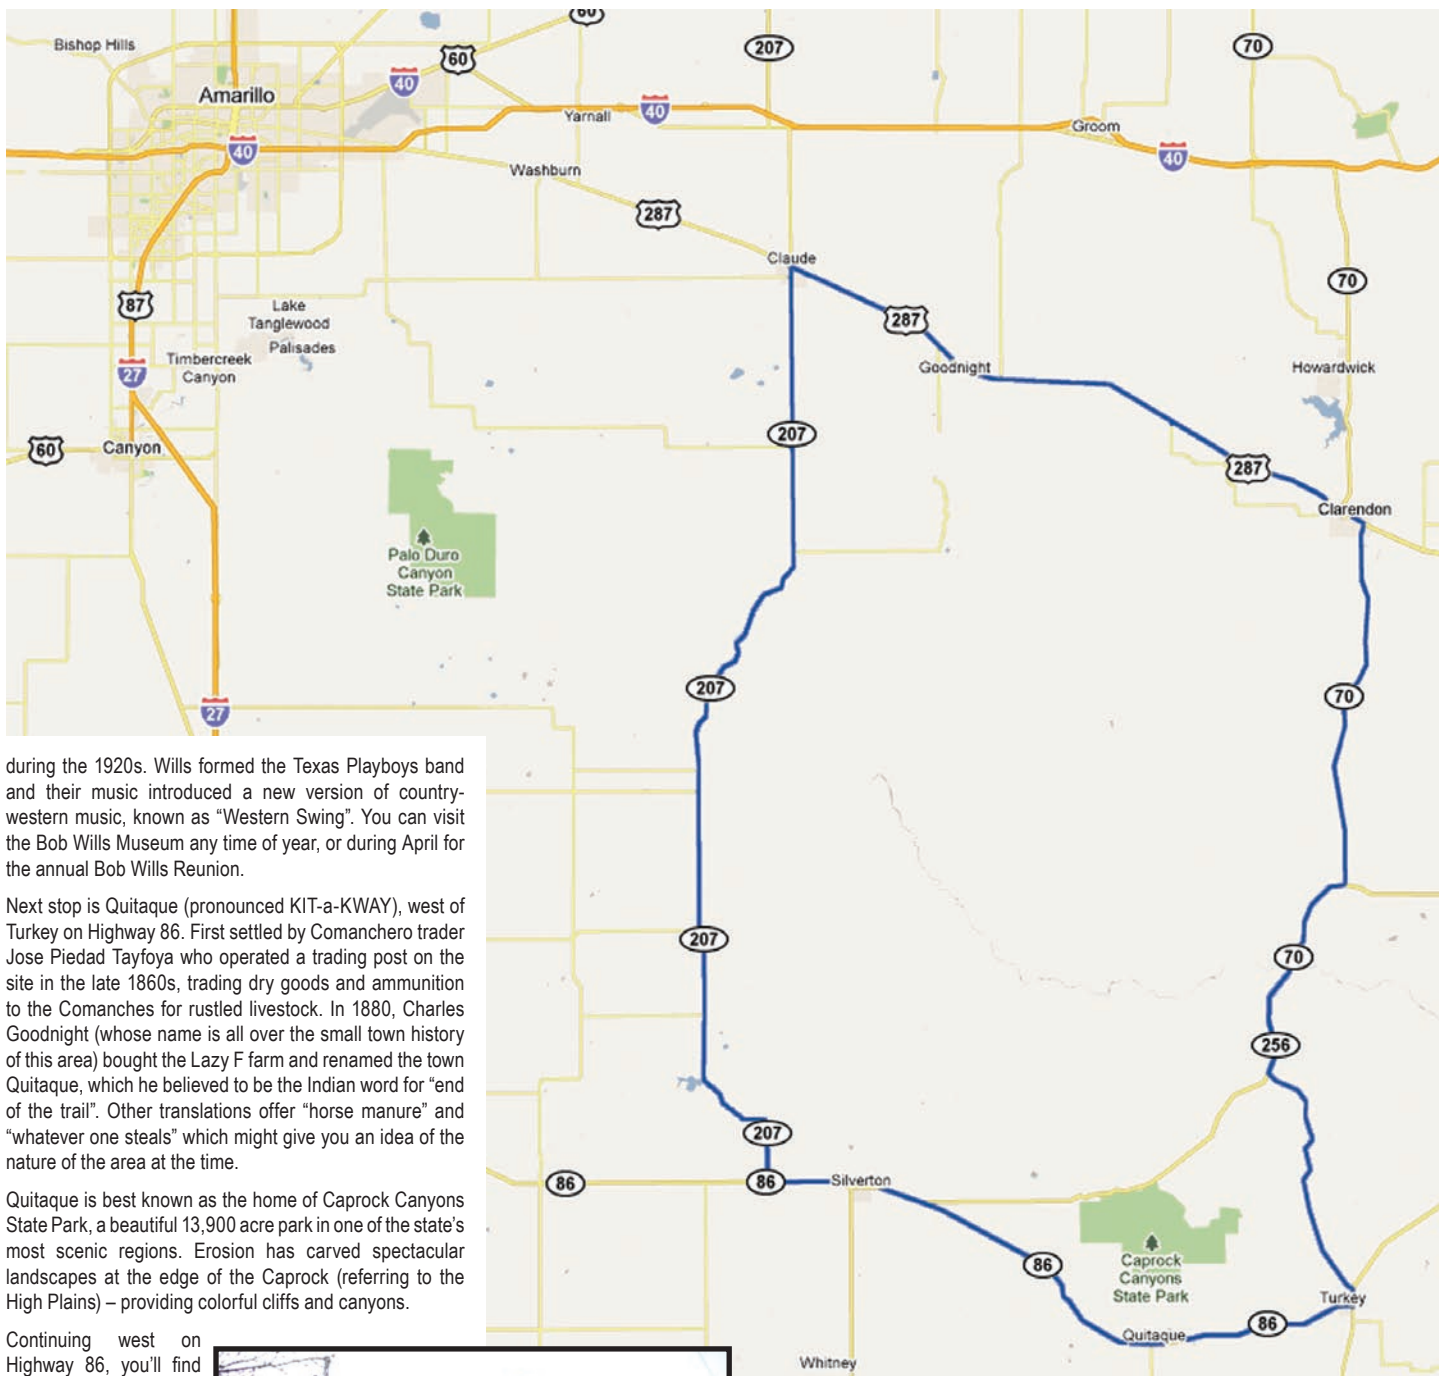 60
207
70
Bishop Hills
60
40
Amarillo
40
Yarnall
Groom
40
40
Washburn
287
Claude
70
87
Lake
Tanglewood
Palisades
287
Timbercreek
Canyon
27
Goodnight
Howardwick
207
60
Canyon
287
Clarendon
Palo Duro
Canyon
State Park
207
70
27
during the 1920s. Wills formed the Texas Playboys band
and their music introduced a new version of country-
western music, known as “Western Swing”. You can visit
the Bob Wills Museum any time of year, or during April for
the annual Bob Wills Reunion.
Next stop is Quitaque (pronounced KIT-a-KWAY), west of
Turkey on Highway 86. First settled by Comanchero trader
Jose Piedad Tayfoya who operated a trading post on the
site in the late 1860s, trading dry goods and ammunition
to the Comanches for rustled livestock. In 1880, Charles
Goodnight (whose name is all over the small town history
of this area) bought the Lazy F farm and renamed the town
Quitaque, which he believed to be the Indian word for “end
of the trail”. Other translations offer “horse manure” and
“whatever one steals” which might give you an idea of the
nature of the area at the time.
Quitaque is best known as the home of Caprock Canyons
State Park, a beautiful 13,900 acre park in one of the state’s
most scenic regions. Erosion has carved spectacular
landscapes at the edge of the Caprock (referring to the
High Plains) – providing colorful cliffs and canyons.
Continuing west on
Highway 86, you’ll find
207
70
256
207
86
86
Silverton
86
Caprock
Canyons
State Park
Turkey
86
Quitaque
Whitney